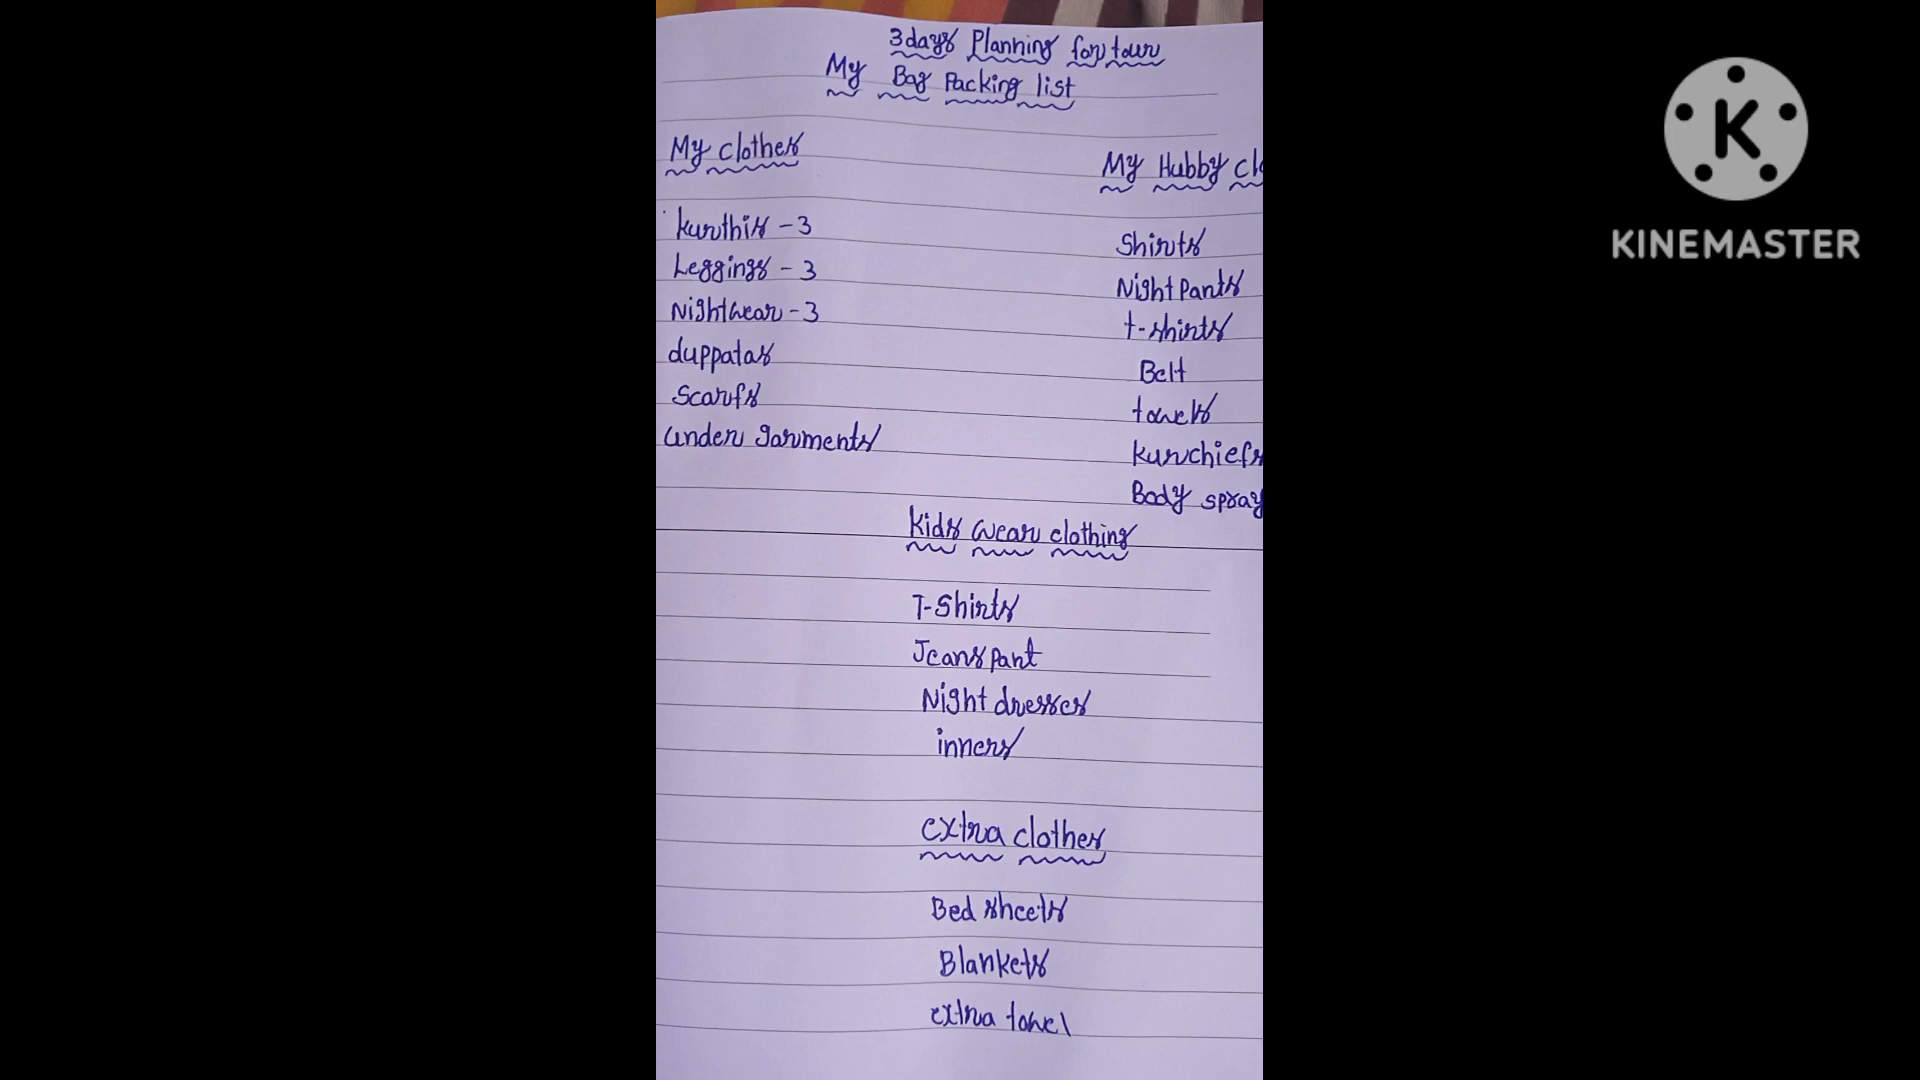 3days Planning for tour
My Bag Packing list
My clothes
kurthis - 3
Leggings - 3
Nightwear - 3
duppatas
Scarfs
under garments
My Hubby
Shirts
Night Pants
t-shirts
Belt
towels
kurchiefs
Body spray
Kids wear clothing
T-Shirts
Jeans pant
Night dresses
inners
extra clothes
Bed sheets
Blankets
extra towel
K
KINEMASTER